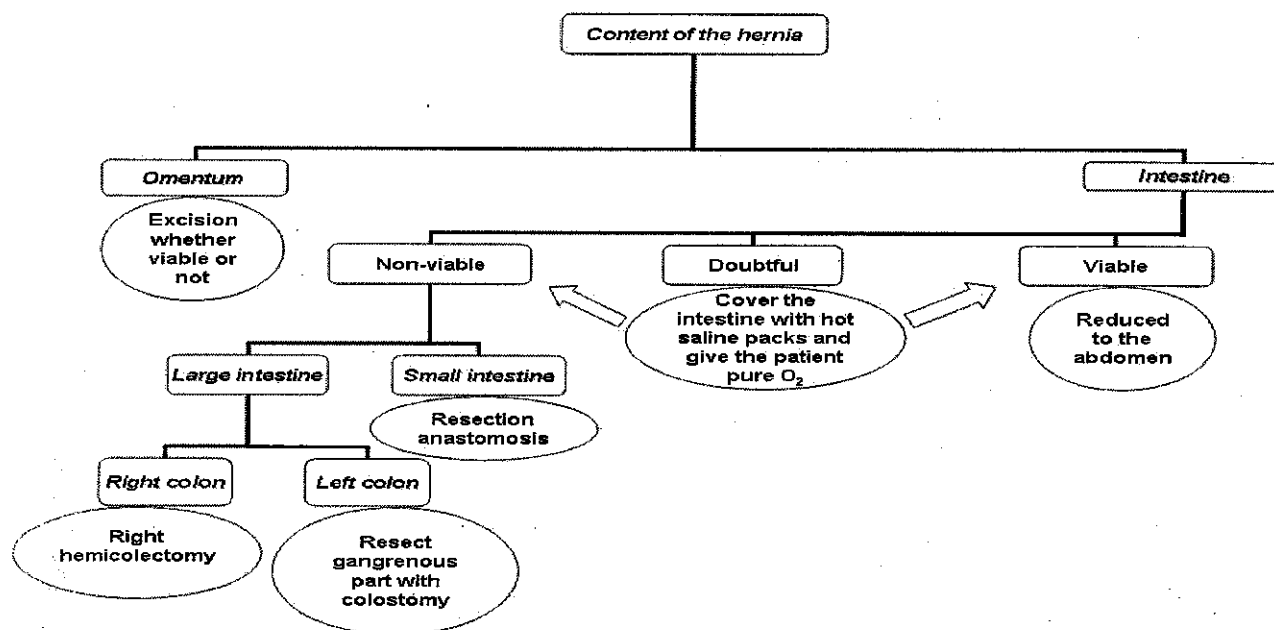 Content of the hernia
Omentum
Intestine
Excision
whether
viable or
not
Non-viable
Doubtful
Viable
Cover the
intestine with hot
saline packs and
give the patient
pure O₂
Reduced
to the
abdomen
Large intestine
Small intestine
Resection
anastomosis
Right colon
Left colon
Right
hemicolectomy
Resect
gangrenous
part with
colostomy